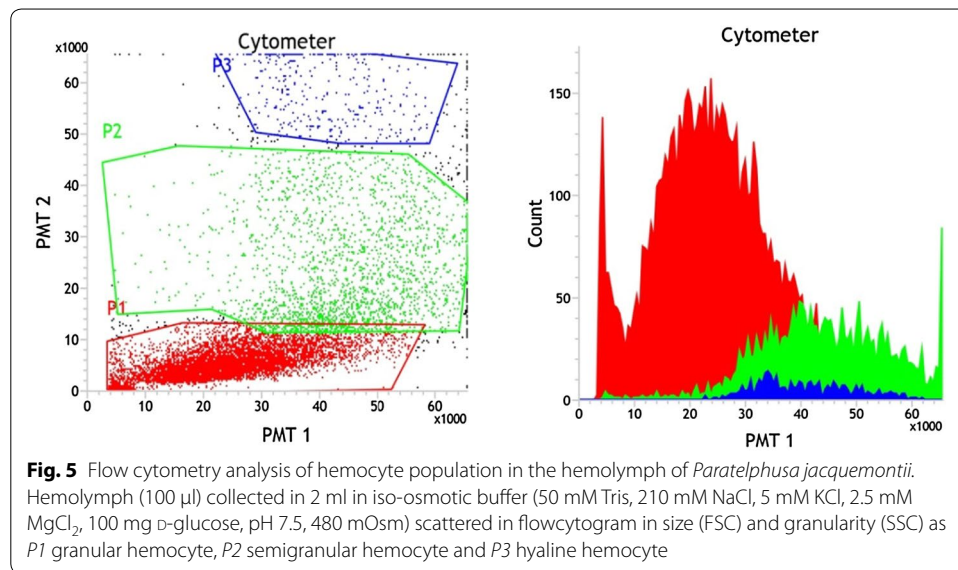 Cytometer
x1000
P3
P2
P1
PMT 2
60
50
40
30
20
10
0
0 10 20 30 40 50 60
x1000
PMT 1
Cytometer
Count
150
100
50
0
0 10 20 30 40 50 60
x1000
PMT 1
Fig. 5 Flow cytometry analysis of hemocyte population in the hemolymph of Paratelphusa jacquemontii.
Hemolymph (100 µl) collected in 2 ml in iso-osmotic buffer (50 mM Tris, 210 mM NaCl, 5 mM KCl, 2.5 mM
MgCl₂, 100 mg D-glucose, pH 7.5, 480 mOsm) scattered in flowcytogram in size (FSC) and granularity (SSC) as
P1 granular hemocyte, P2 semigranular hemocyte and P3 hyaline hemocyte